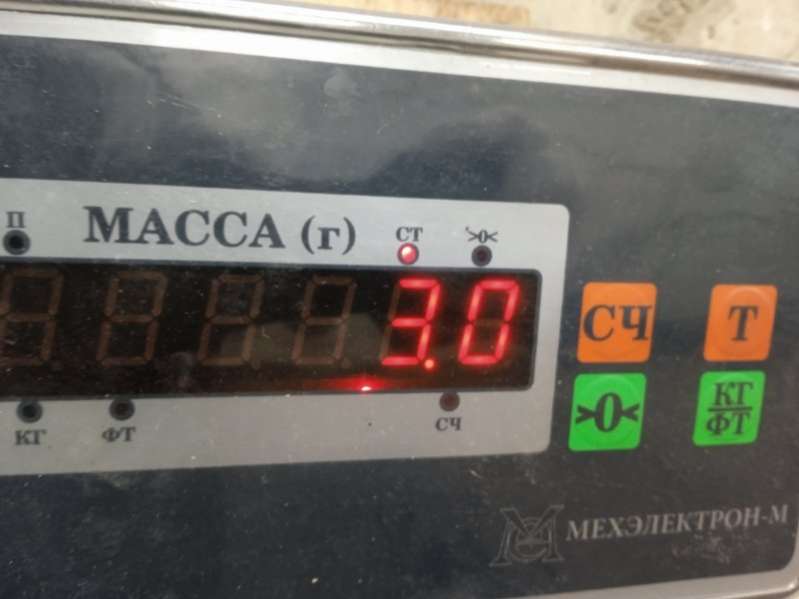 П
МАССА (г)
СТ
>0<
3.0
КГ
ФТ
СЧ
СЧ
Т
>0<
КГ
ФТ
МЕХЭЛЕКТРОН-М